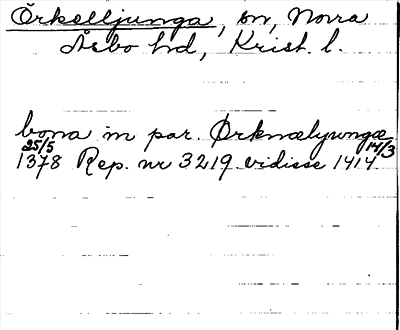 Örkelljunga, sn, Norra
Åsbo hd, Krist. l.
bona in par. Ørknælyungæ
25/5 14/3
1378 Rep. nr 3219. vidisse 1414